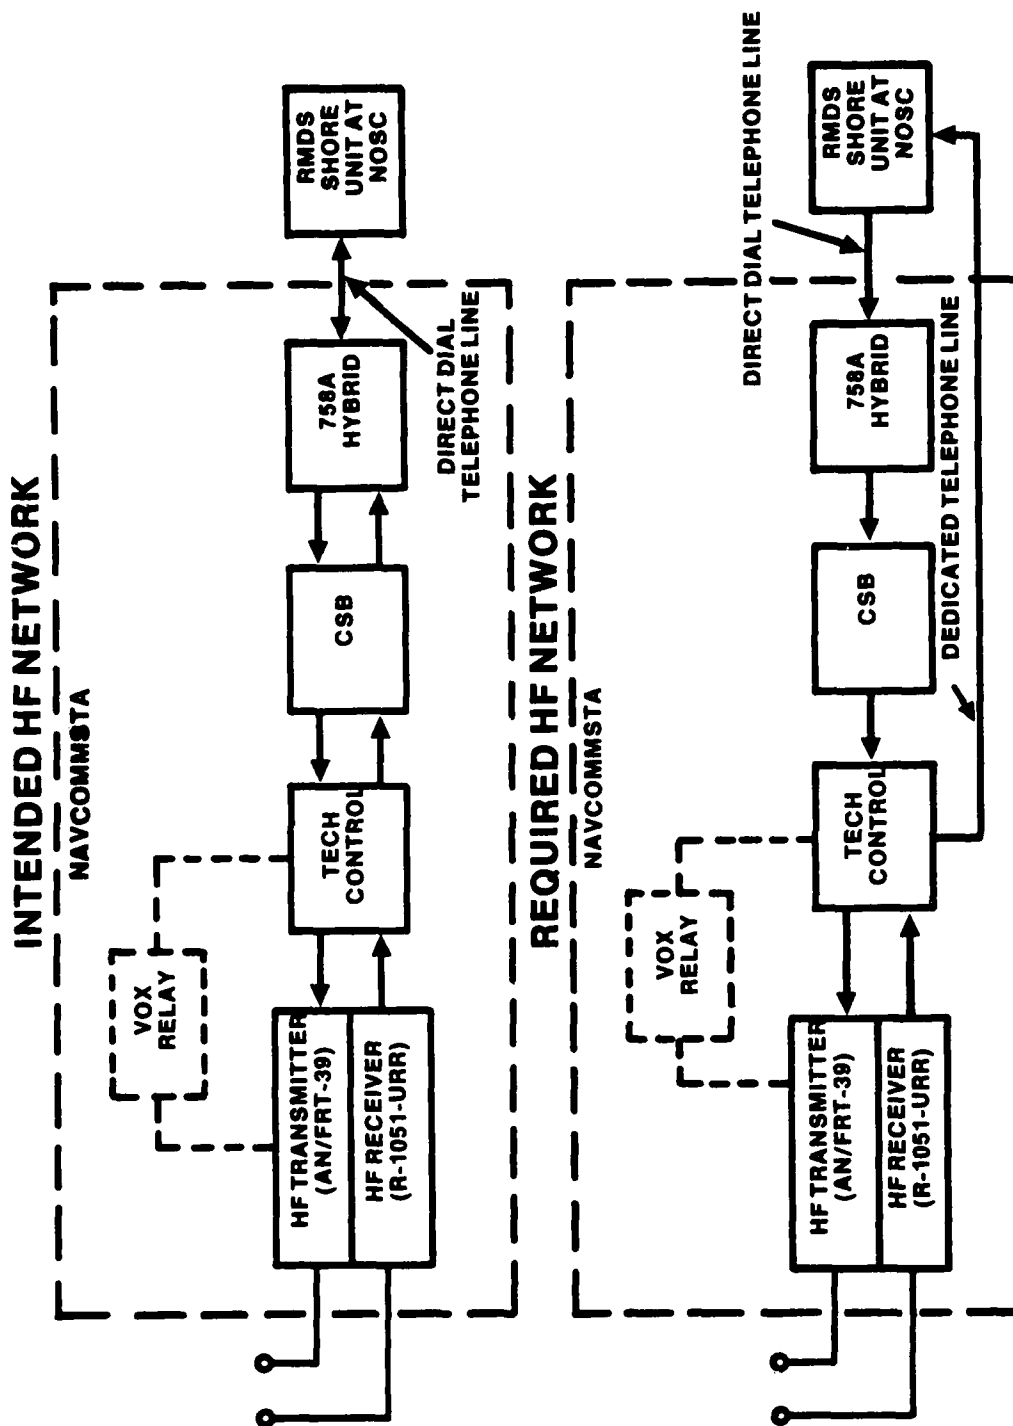 INTENDED HF NETWORK
NAVCOMMSTA
VOX
RELAY
HF TRANSMITTER
(AN/FRT-39)
HF RECEIVER
(R-1051-URR)
TECH
CONTROL
CSB
758A
HYBRID
DIRECT DIAL
TELEPHONE LINE
RMDS
SHORE
UNIT AT
NOSC
REQUIRED HF NETWORK
NAVCOMMSTA
VOX
RELAY
HF TRANSMITTER
(AN/FRT-39)
HF RECEIVER
(R-1051-URR)
TECH
CONTROL
CSB
758A
HYBRID
DIRECT DIAL TELEPHONE LINE
RMDS
SHORE
UNIT AT
NOSC
DEDICATED TELEPHONE LINE